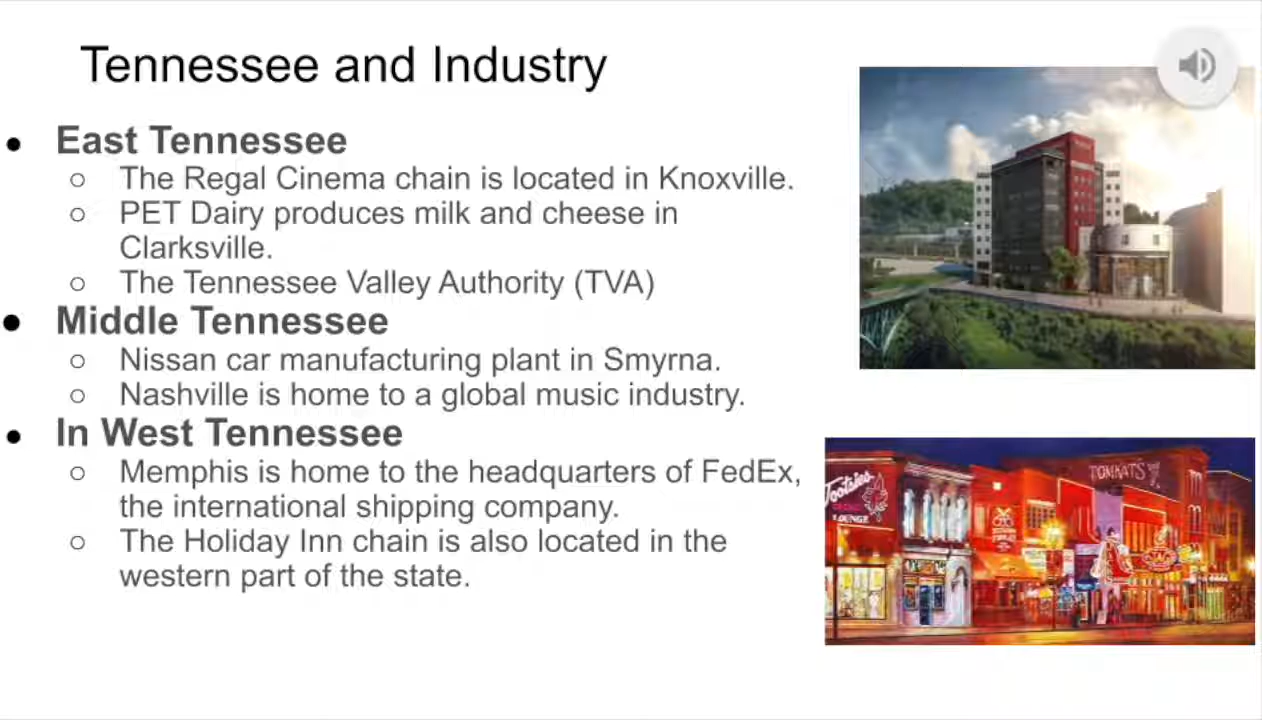 Tennessee and Industry
● East Tennessee
○ The Regal Cinema chain is located in Knoxville.
○ PET Dairy produces milk and cheese in
Clarksville.
○ The Tennessee Valley Authority (TVA)
● Middle Tennessee
○ Nissan car manufacturing plant in Smyrna.
○ Nashville is home to a global music industry.
● In West Tennessee
○ Memphis is home to the headquarters of FedEx,
the international shipping company.
○ The Holiday Inn chain is also located in the
western part of the state.
Tootsies
LOUNGE
TOMKATS